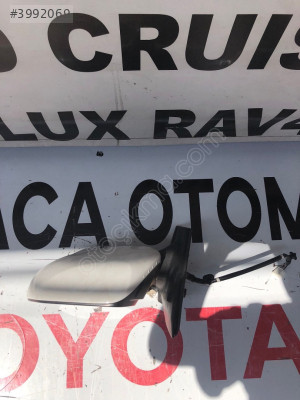 #3992069
D CRUIS
LUX RAV4
ACA OTOM
TOYOTA